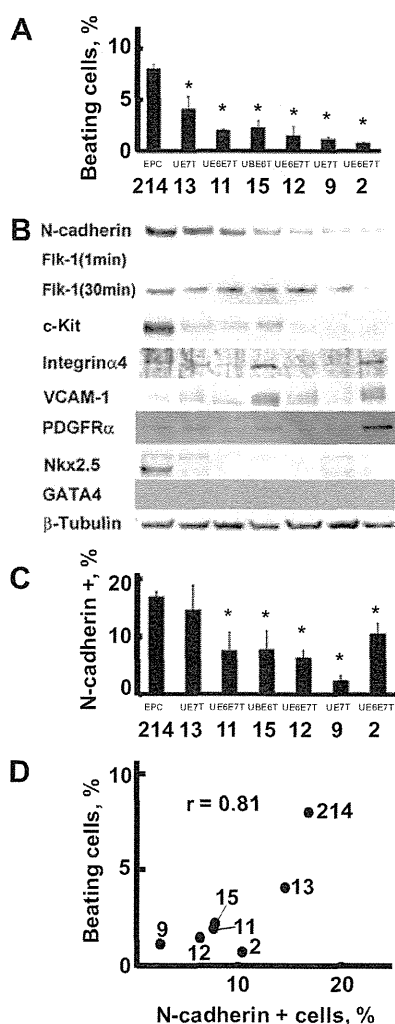 A
Beating cells, %
10
5
0
* * * * * *
EPC UE7T UE6E7T UBE6T UE6E7T UE7T UE6E7T
214 13 11 15 12 9 2
B
N-cadherin
Flk-1(1min)
Flk-1(30min)
c-Kit
Integrinα4
VCAM-1
PDGFRα
Nkx2.5
GATA4
β-Tubulin
C
N-cadherin +, %
20
10
0
* * * * *
EPC UE7T UE6E7T UBE6T UE6E7T UE7T UE6E7T
214 13 11 15 12 9 2
D
Beating cells, %
10
5
0
r = 0.81
214
13
15
11
9
12
2
10 20
N-cadherin + cells, %